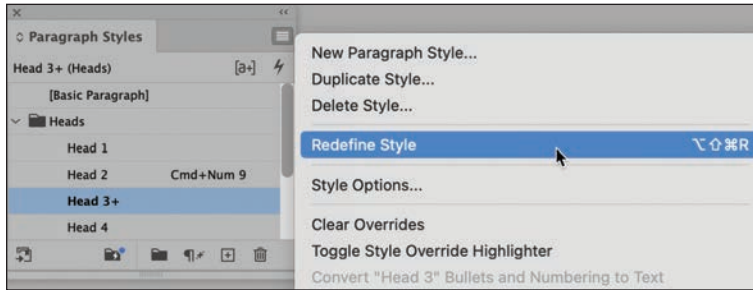 Paragraph Styles
Head 3+ (Heads)
[a+]
[Basic Paragraph]
Heads
Head 1
Head 2 Cmd+Num 9
Head 3+
Head 4
New Paragraph Style...
Duplicate Style...
Delete Style...
Redefine Style ⌥⇧⌘R
Style Options...
Clear Overrides
Toggle Style Override Highlighter
Convert "Head 3" Bullets and Numbering to Text